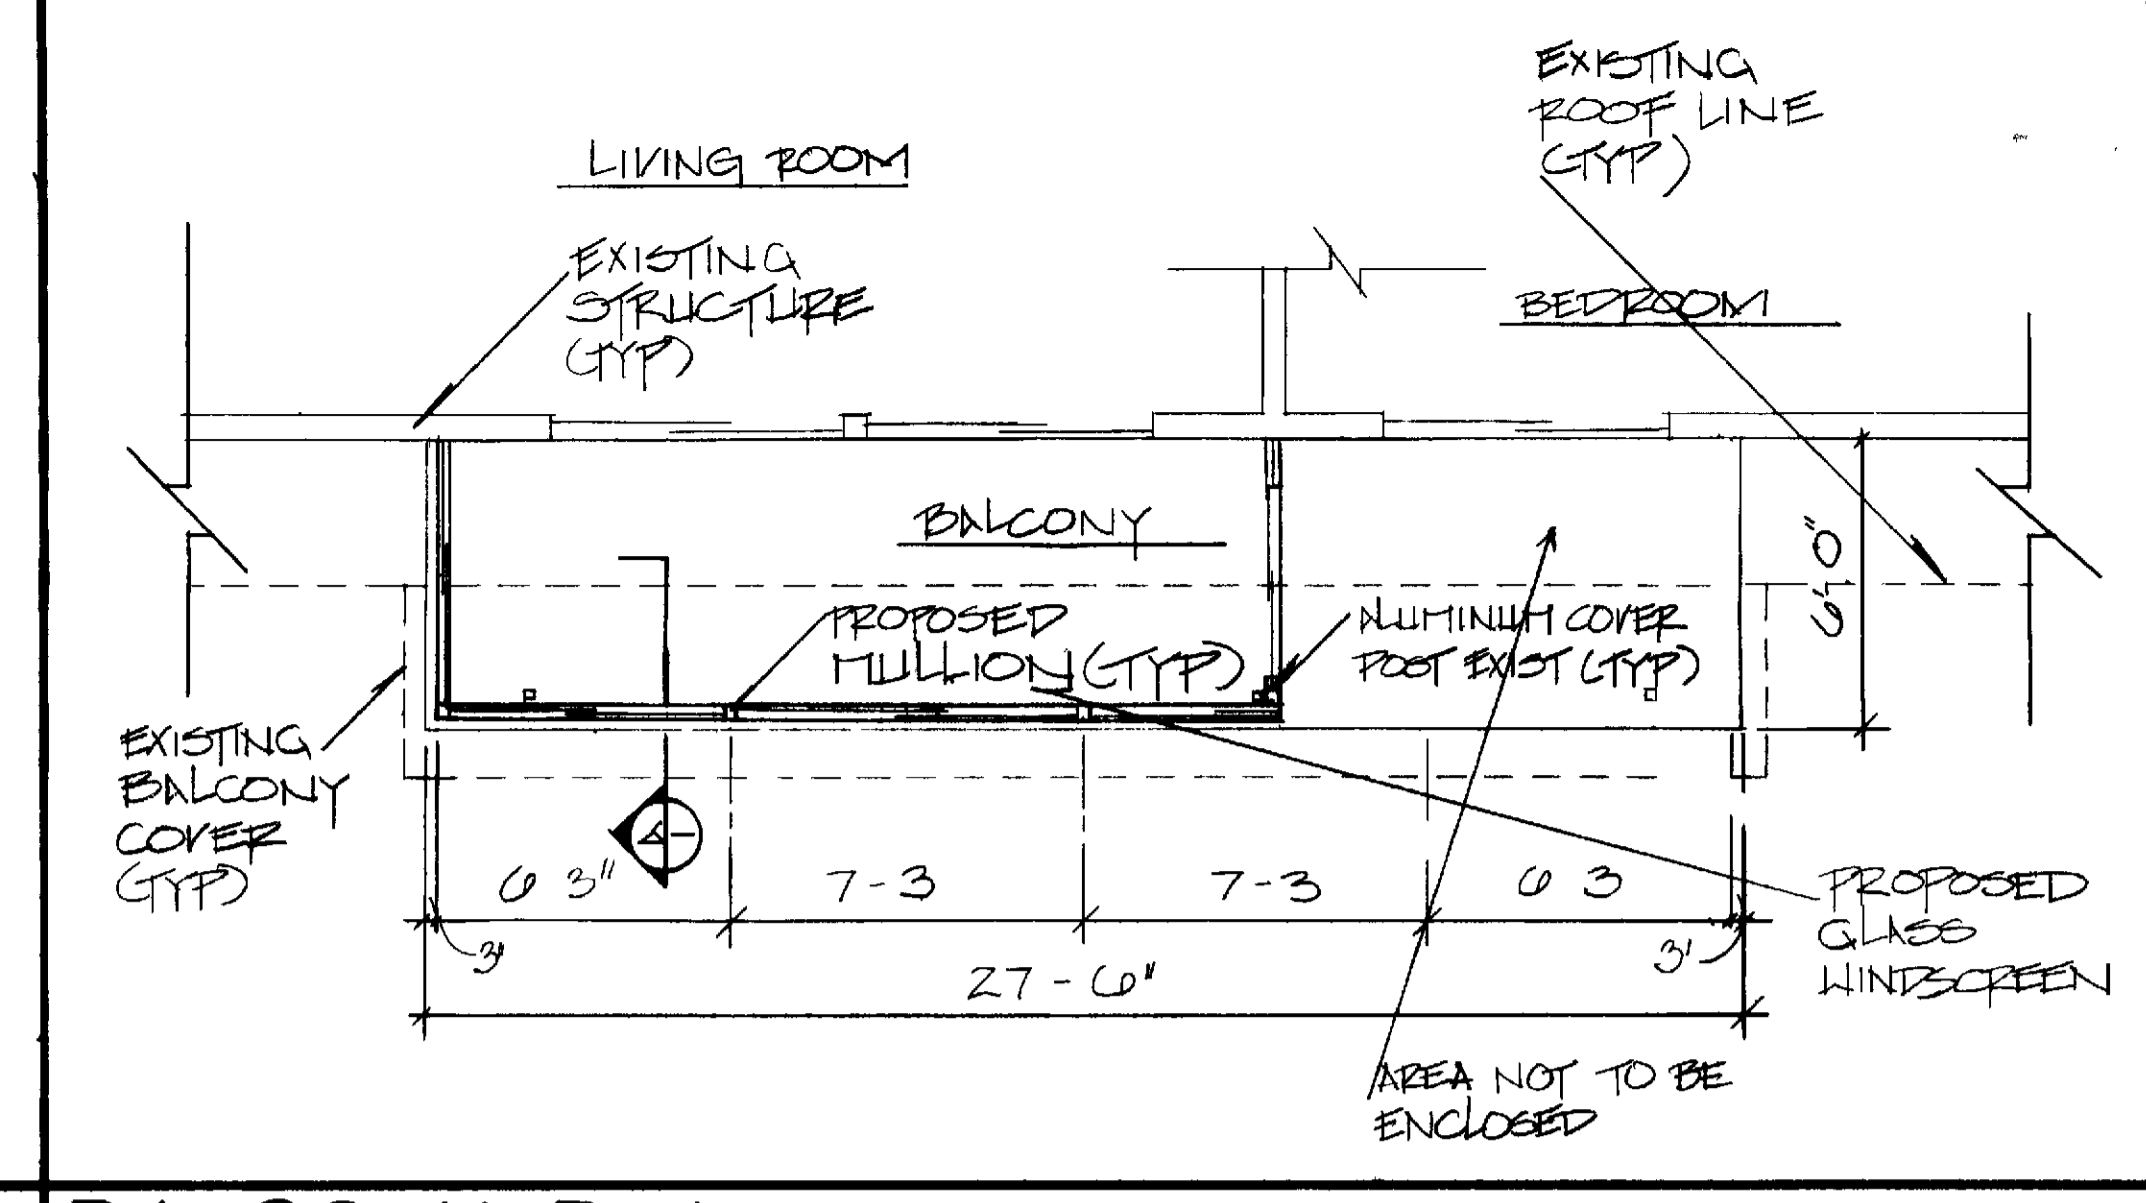 EXISTING
ROOF LINE
(TYP)
LIVING ROOM
EXISTING
STRUCTURE
(TYP)
BEDROOM
BALCONY
6'-0"
PROPOSED
MULLION (TYP)
ALUMINUM COVER
POST EXIST (TYP)
EXISTING
BALCONY
COVER
(TYP)
A
1
6 3"
7-3
7-3
6 3
3"
3'
27-6"
PROPOSED
GLASS
WINDSCREEN
AREA NOT TO BE
ENCLOSED